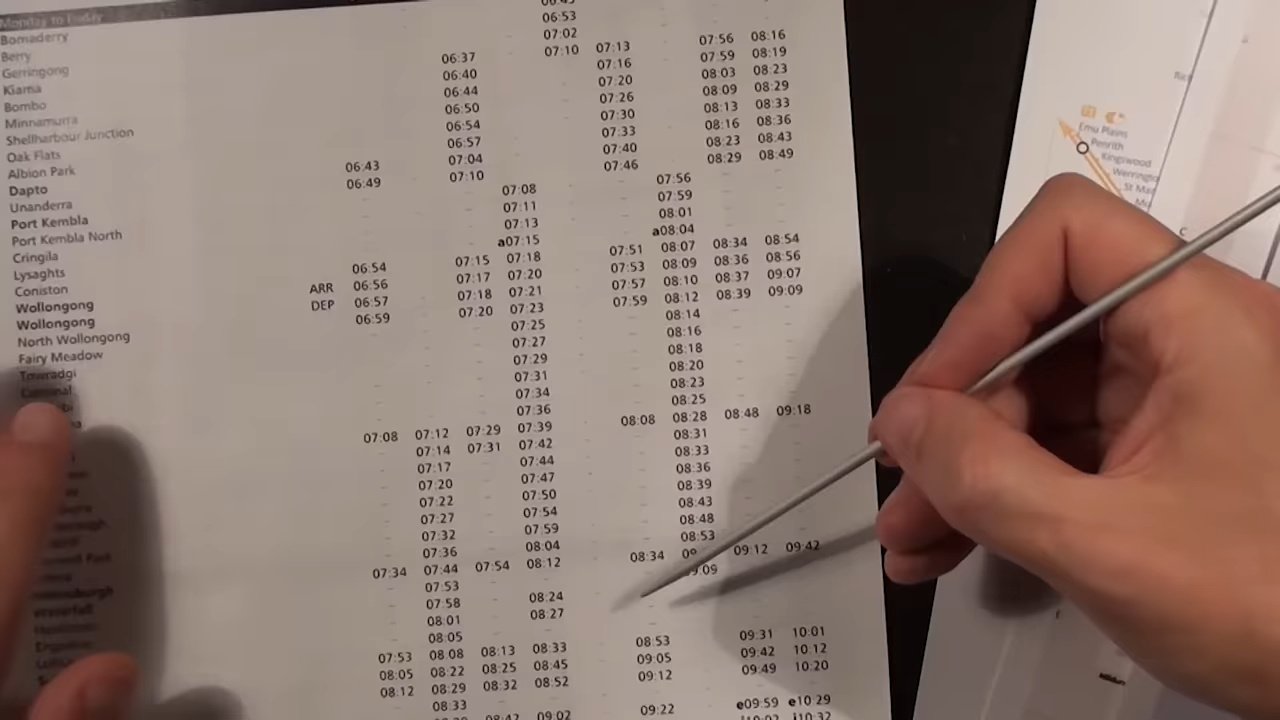 Monday to Friday
Bomaderry
Berry 06:53
Gerringong 07:02
Kiama 06:37 07:10 07:13 07:56 08:16
Bombo 06:40 07:16 07:59 08:19
Minnamurra 06:44 07:20 08:03 08:23
Shellharbour Junction 06:50 07:26 08:09 08:29
Oak Flats 06:54 07:30 08:13 08:33
Albion Park 06:57 07:33 08:16 08:36
Dapto 06:43 07:04 07:40 08:23 08:43
Unanderra 06:49 07:10 07:46 08:29 08:49
Port Kembla 07:08 07:56
Port Kembla North 07:11 07:59
Cringila 07:13 08:01
Lysaghts a07:15 a08:04
Coniston 06:54 07:15 07:18 07:51 08:07 08:34 08:54
Wollongong ARR 06:56 07:17 07:20 07:53 08:09 08:36 08:56
Wollongong DEP 06:57 07:18 07:21 07:57 08:10 08:37 09:07
North Wollongong 06:59 07:20 07:23 07:59 08:12 08:39 09:09
Fairy Meadow 07:25 08:14
Towradgi 07:27 08:16
07:29 08:18
07:31 08:20
07:34 08:23
07:36 08:25
07:08 07:12 07:29 07:39 08:08 08:28 08:48 09:18
07:14 07:31 07:42 08:31
07:17 07:44 08:33
07:20 07:47 08:36
07:22 07:50 08:39
07:27 07:54 08:43
07:32 07:59 08:48
07:36 08:04 08:53
07:34 07:44 07:54 08:12 08:34 09:12 09:42
07:53
Waterfall 07:58 08:24
08:01 08:27
08:05
07:53 08:08 08:13 08:33 08:53 09:31 10:01
08:05 08:22 08:25 08:45 09:05 09:42 10:12
08:12 08:29 08:32 08:52 09:12 09:49 10:20
08:33
08:42 09:02 09:22 e09:59 e10:29
Emu Plains
Penrith
Kingswood